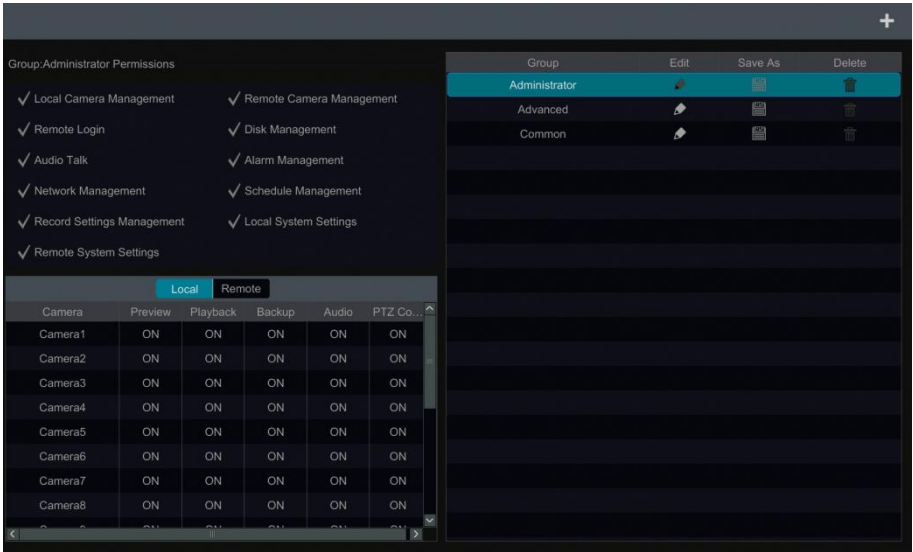 Group:Administrator Permissions
Local Camera Management Remote Camera Management
Remote Login Disk Management
Audio Talk Alarm Management
Network Management Schedule Management
Record Settings Management Local System Settings
Remote System Settings
Local Remote
Camera Preview Playback Backup Audio PTZ Co...
Camera1 ON ON ON ON ON
Camera2 ON ON ON ON ON
Camera3 ON ON ON ON ON
Camera4 ON ON ON ON ON
Camera5 ON ON ON ON ON
Camera6 ON ON ON ON ON
Camera7 ON ON ON ON ON
Camera8 ON ON ON ON ON
Group Edit Save As Delete
Administrator
Advanced
Common